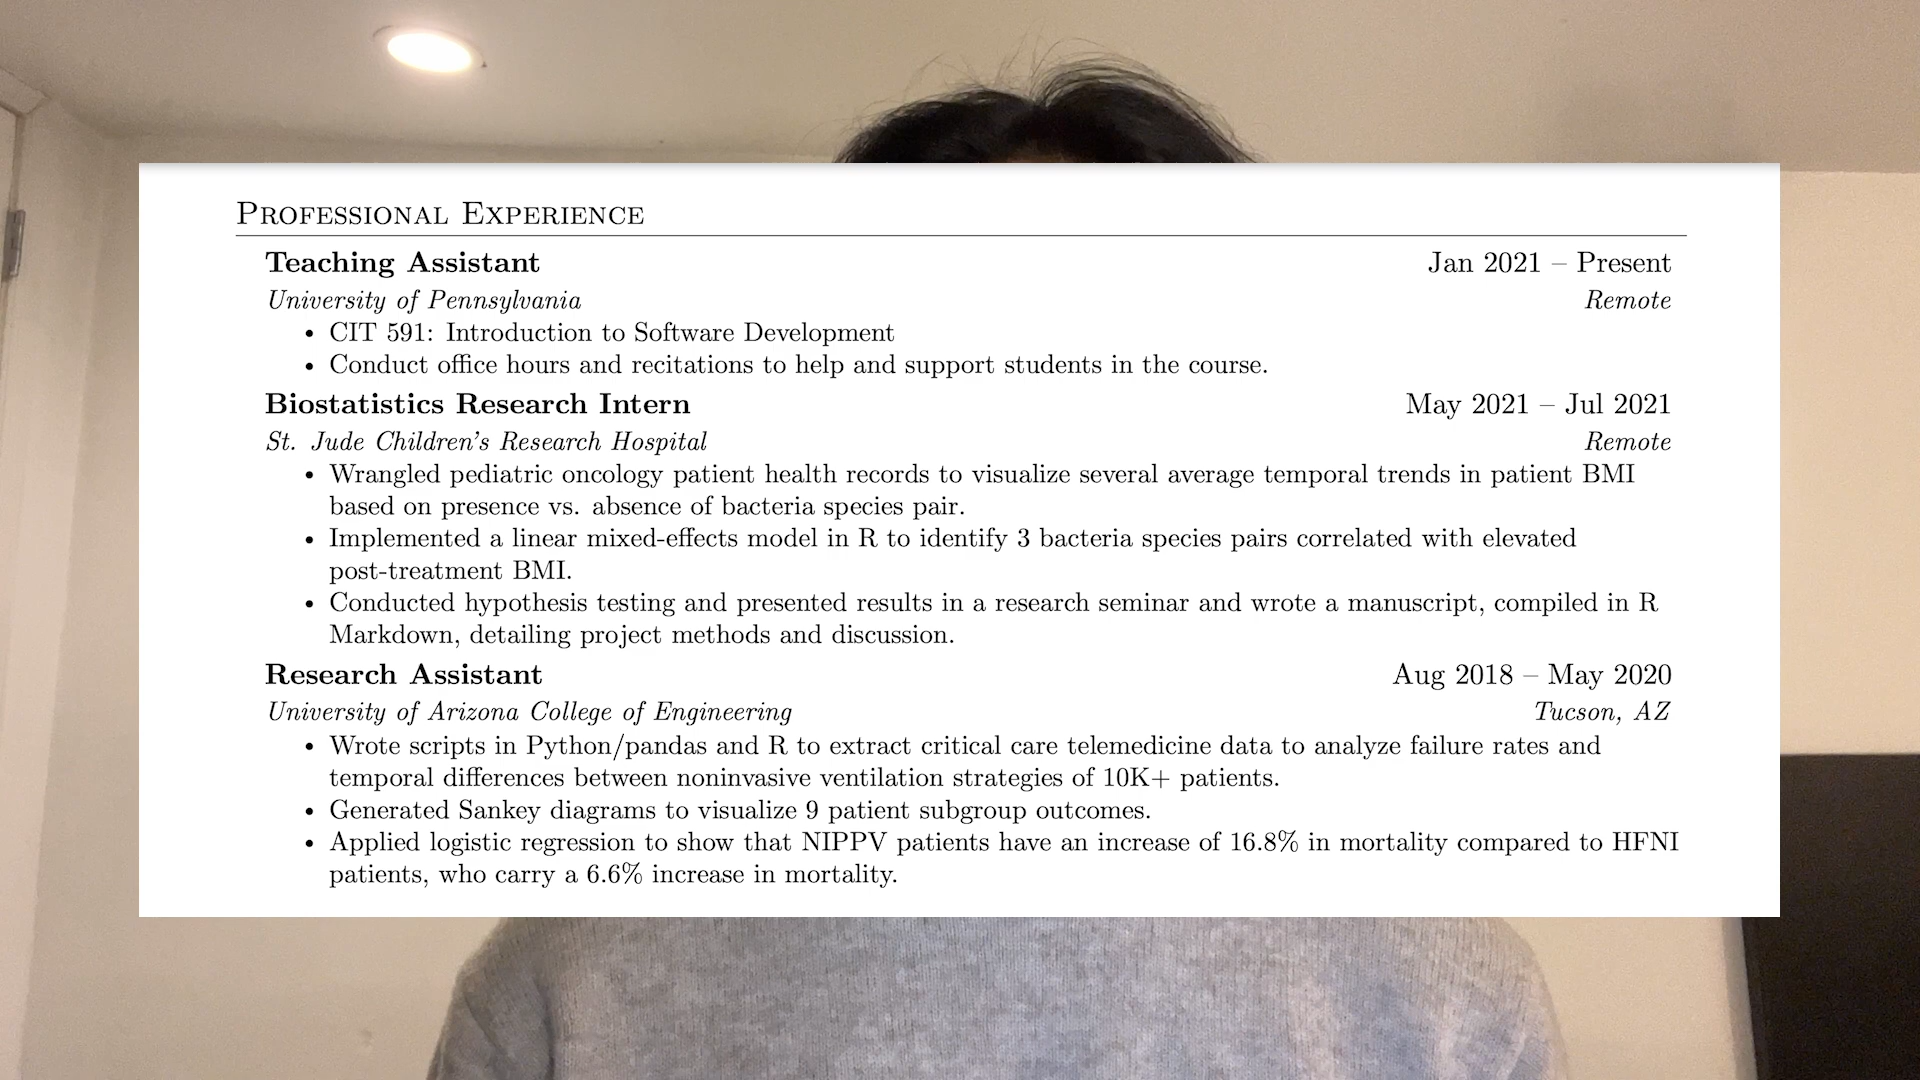 Professional Experience
Teaching Assistant Jan 2021 – Present
University of Pennsylvania Remote
• CIT 591: Introduction to Software Development
• Conduct office hours and recitations to help and support students in the course.
Biostatistics Research Intern May 2021 – Jul 2021
St. Jude Children's Research Hospital Remote
• Wrangled pediatric oncology patient health records to visualize several average temporal trends in patient BMI
based on presence vs. absence of bacteria species pair.
• Implemented a linear mixed-effects model in R to identify 3 bacteria species pairs correlated with elevated
post-treatment BMI.
• Conducted hypothesis testing and presented results in a research seminar and wrote a manuscript, compiled in R
Markdown, detailing project methods and discussion.
Research Assistant Aug 2018 – May 2020
University of Arizona College of Engineering Tucson, AZ
• Wrote scripts in Python/pandas and R to extract critical care telemedicine data to analyze failure rates and
temporal differences between noninvasive ventilation strategies of 10K+ patients.
• Generated Sankey diagrams to visualize 9 patient subgroup outcomes.
• Applied logistic regression to show that NIPPV patients have an increase of 16.8% in mortality compared to HFNI
patients, who carry a 6.6% increase in mortality.